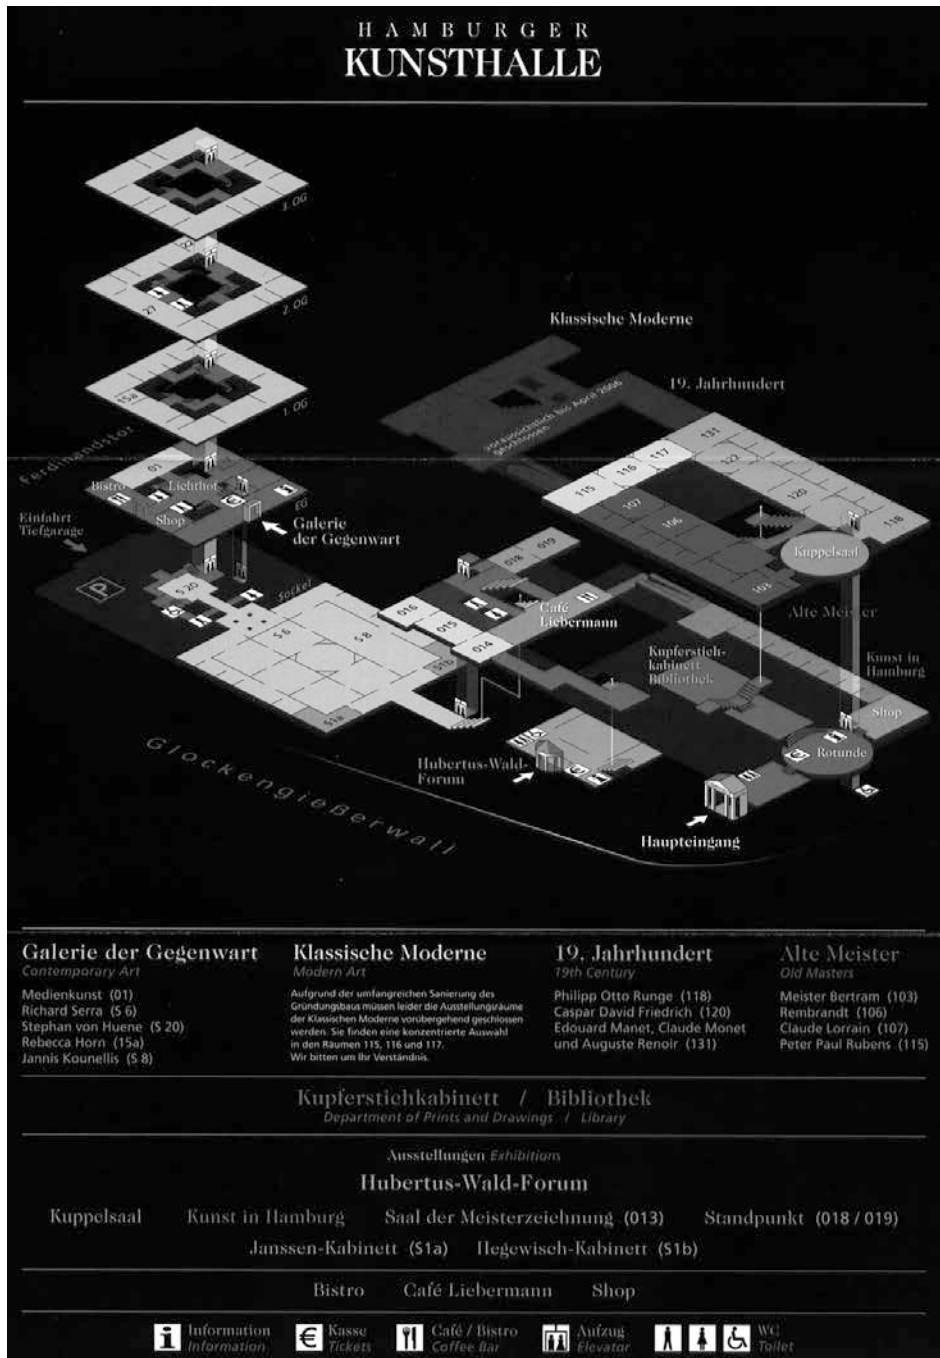 HAMBURGER
KUNSTHALLE
3. OG
22
27
2. OG
15a
1. OG
Klassische Moderne
voraussichtlich bis April 2006
geschlossen
19. Jahrhundert
131
122
120
118
117
116
115
107
106
103
Kuppelsaal
Alte Meister
Ferdinandstor
Bistro
01
Lichthof
Shop
EG
Einfahrt
Tiefgarage
Galerie
der Gegenwart
P
S 20
Sockel
S 6
S 8
S1a
S1b
016
015
014
018
019
Café
Liebermann
Kupferstich-
kabinett
Bibliothek
Kunst in
Hamburg
Shop
Rotunde
Hubertus-Wald-
Forum
Haupteingang
Glockengießerwall
Galerie der Gegenwart
Contemporary Art
Medienkunst (01)
Richard Serra (S 6)
Stephan von Huene (S 20)
Rebecca Horn (15a)
Jannis Kounellis (S 8)
Klassische Moderne
Modern Art
Aufgrund der umfangreichen Sanierung des
Gründungsbaus müssen leider die Ausstellungsräume
der Klassischen Moderne vorübergehend geschlossen
werden. Sie finden eine konzentrierte Auswahl
in den Räumen 115, 116 und 117.
Wir bitten um Ihr Verständnis.
19. Jahrhundert
19th Century
Philipp Otto Runge (118)
Caspar David Friedrich (120)
Edouard Manet, Claude Monet
und Auguste Renoir (131)
Alte Meister
Old Masters
Meister Bertram (103)
Rembrandt (106)
Claude Lorrain (107)
Peter Paul Rubens (115)
Kupferstichkabinett / Bibliothek
Department of Prints and Drawings / Library
Ausstellungen Exhibitions
Hubertus-Wald-Forum
Kuppelsaal Kunst in Hamburg Saal der Meisterzeichnung (013) Standpunkt (018 / 019)
Janssen-Kabinett (S1a) Hegewisch-Kabinett (S1b)
Bistro Café Liebermann Shop
i Information € Kasse Café / Bistro Aufzug WC
Information Tickets Coffee Bar Elevator Toilet